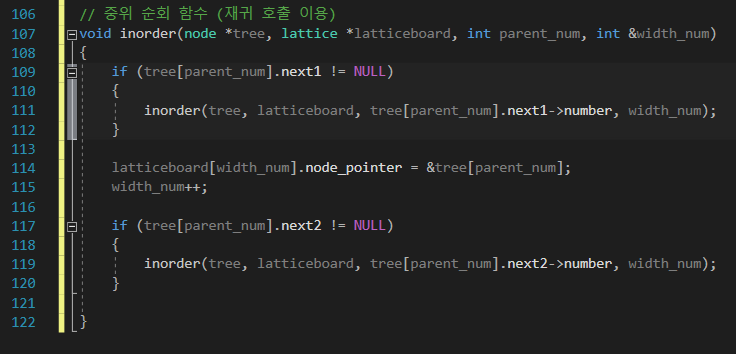 106 // 중위 순회 함수 (재귀 호출 이용)
107 void inorder(node *tree, lattice *latticeboard, int parent_num, int &width_num)
108 {
109 if (tree[parent_num].next1 != NULL)
110 {
111 inorder(tree, latticeboard, tree[parent_num].next1->number, width_num);
112 }
113
114 latticeboard[width_num].node_pointer = &tree[parent_num];
115 width_num++;
116
117 if (tree[parent_num].next2 != NULL)
118 {
119 inorder(tree, latticeboard, tree[parent_num].next2->number, width_num);
120 }
121
122 }